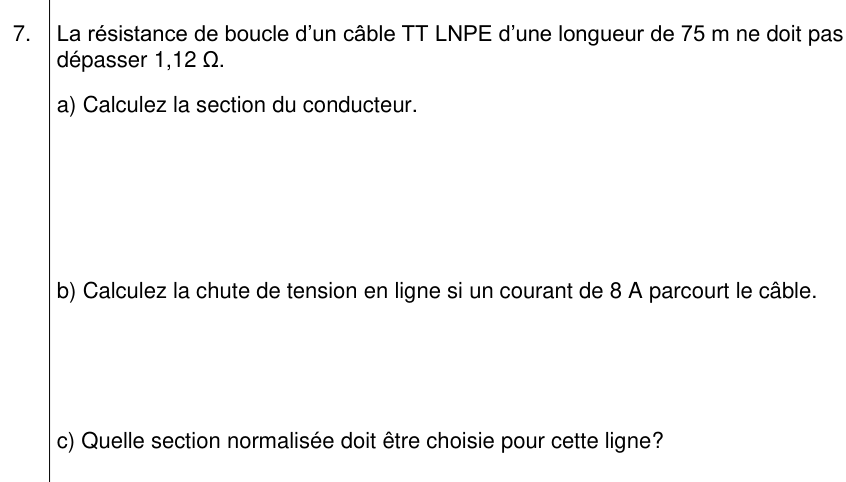 7. La résistance de boucle d'un câble TT LNPE d'une longueur de 75 m ne doit pas
dépasser 1,12 Ω.
a) Calculez la section du conducteur.
b) Calculez la chute de tension en ligne si un courant de 8 A parcourt le câble.
c) Quelle section normalisée doit être choisie pour cette ligne?